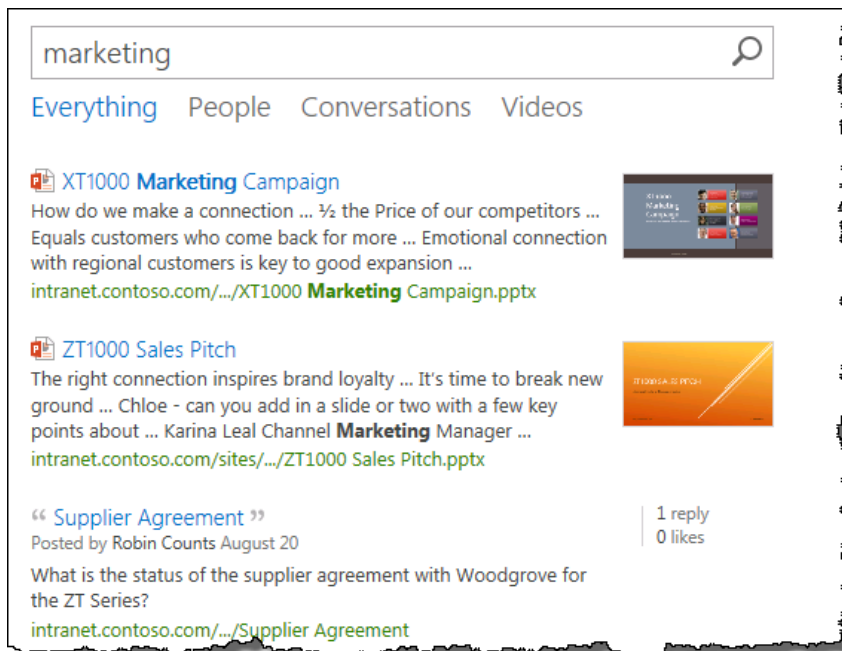 marketing
Everything People Conversations Videos
XT1000 Marketing Campaign
How do we make a connection ... ½ the Price of our competitors ...
Equals customers who come back for more ... Emotional connection
with regional customers is key to good expansion ...
intranet.contoso.com/.../XT1000 Marketing Campaign.pptx
XT1000
Marketing
Campaign
ZT1000 Sales Pitch
The right connection inspires brand loyalty ... It's time to break new
ground ... Chloe - can you add in a slide or two with a few key
points about ... Karina Leal Channel Marketing Manager ...
intranet.contoso.com/sites/.../ZT1000 Sales Pitch.pptx
ZT1000 SALES PITCH
“ Supplier Agreement ”
Posted by Robin Counts August 20
1 reply
0 likes
What is the status of the supplier agreement with Woodgrove for
the ZT Series?
intranet.contoso.com/.../Supplier Agreement